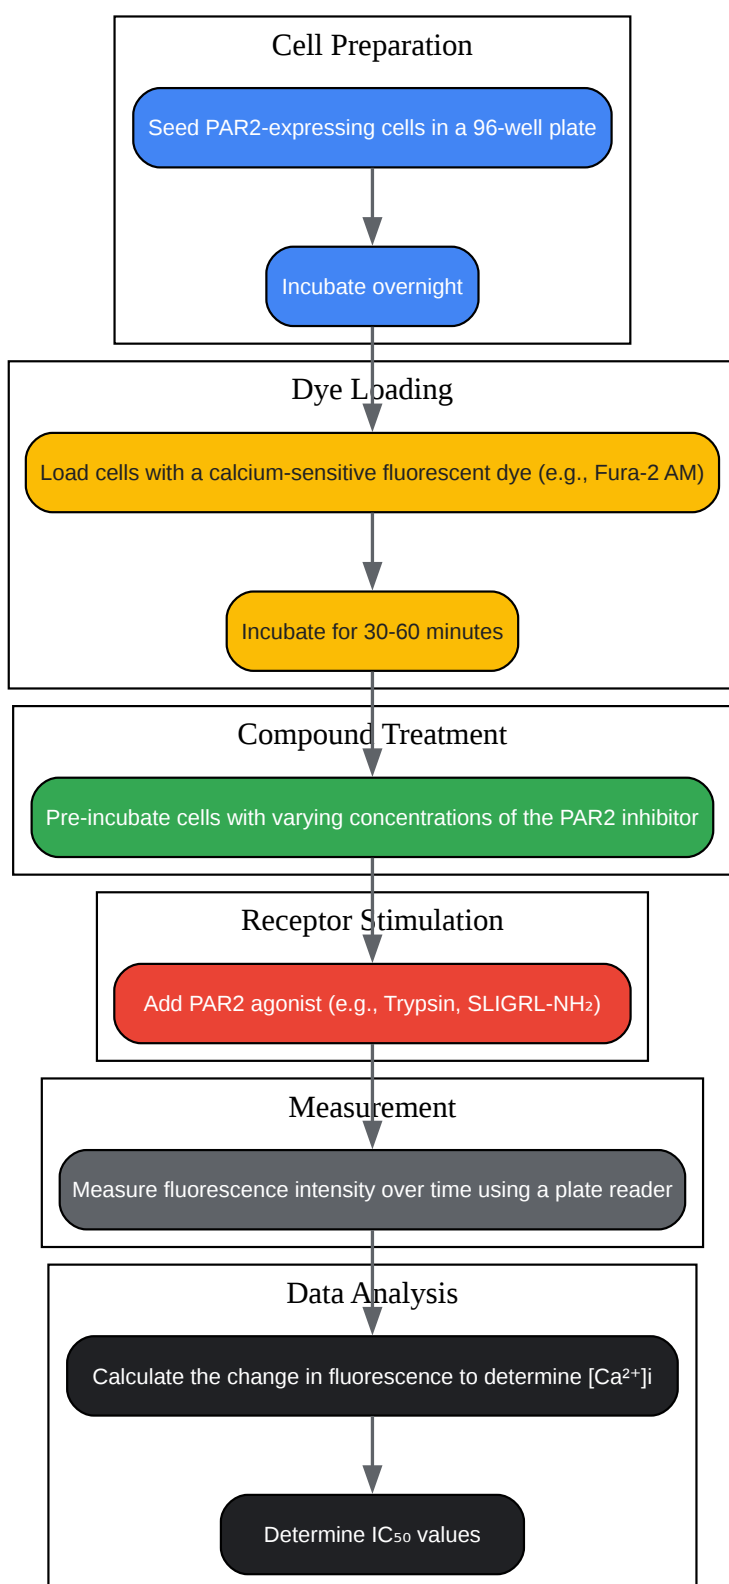 Cell Preparation
Seed PAR2-expressing cells in a 96-well plate
Incubate overnight
Dye Loading
Load cells with a calcium-sensitive fluorescent dye (e.g., Fura-2 AM)
Incubate for 30-60 minutes
Compound Treatment
Pre-incubate cells with varying concentrations of the PAR2 inhibitor
Receptor Stimulation
Add PAR2 agonist (e.g., Trypsin, SLIGRL-NH₂)
Measurement
Measure fluorescence intensity over time using a plate reader
Data Analysis
Calculate the change in fluorescence to determine [Ca²⁺]i
Determine IC₅₀ values